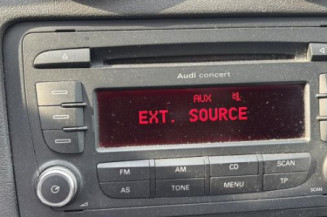 Audi concert
AUX
EXT. SOURCE
FM AM CD SCAN
AS TONE MENU TP